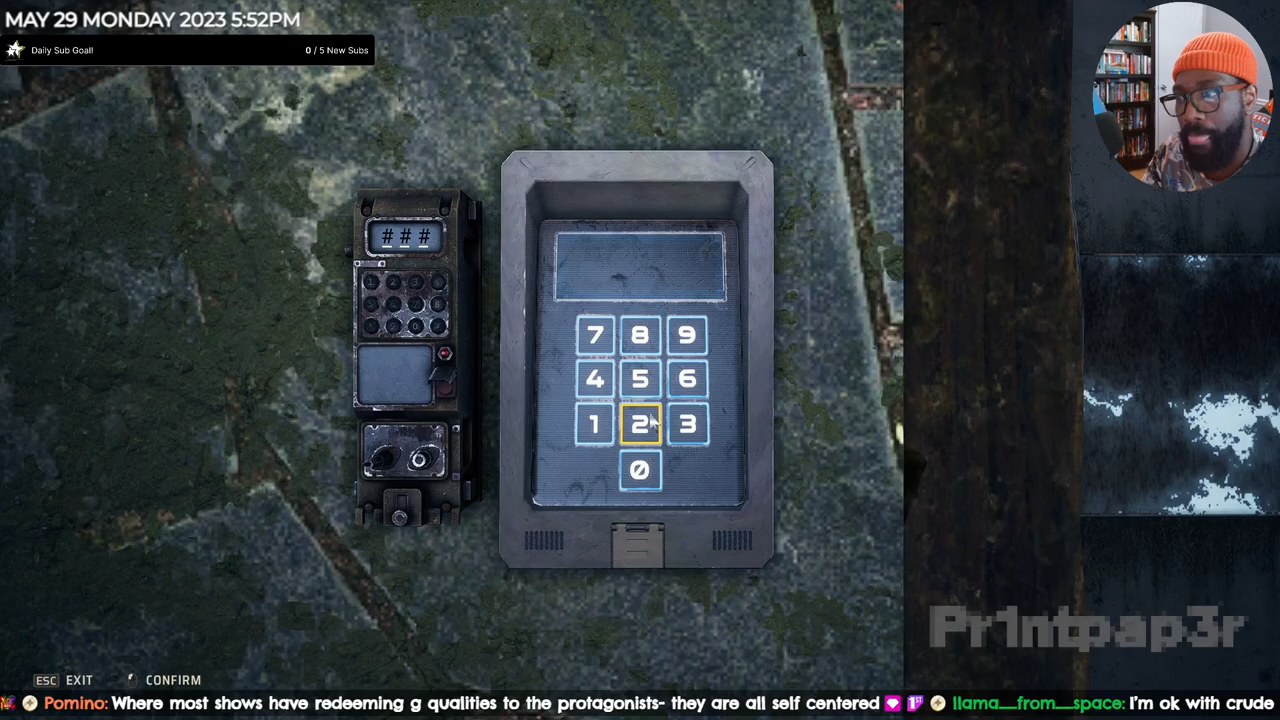 MAY 29 MONDAY 2023 5:52PM
Daily Sub Goal!
0 / 5 New Subs
# # #
7 8 9
4 5 6
1 2 3
0
Pr1ntpap3r
ESC EXIT CONFIRM
Pomino: Where most shows have redeeming g qualities to the protagonists- they are all self centered 1ST llama__from__space: I'm ok with crude